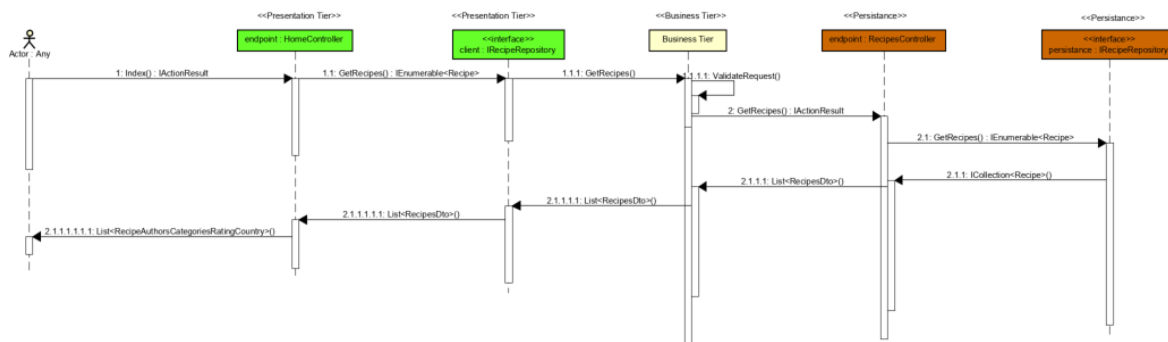 <<Presentation Tier>>
<<Presentation Tier>>
<<Business Tier>>
<<Persistance>>
<<Persistance>>
Actor : Any
endpoint : HomeController
<<interface>>
client : IRecipeRepository
Business Tier
endpoint : RecipesController
<<interface>>
persistance : IRecipeRepository
1: Index() : IActionResult
1.1: GetRecipes() : IEnumerable<Recipe>
1.1.1: GetRecipes()
1.1.1.1: ValidateRequest()
2: GetRecipes() : IActionResult
2.1: GetRecipes() : IEnumerable<Recipe>
2.1.1: ICollection<Recipe>()
2.1.1.1: List<RecipesDto>()
2.1.1.1.1: List<RecipesDto>()
2.1.1.1.1.1: List<RecipesDto>()
2.1.1.1.1.1.1: List<RecipeAuthorsCategoriesRatingCountry>()